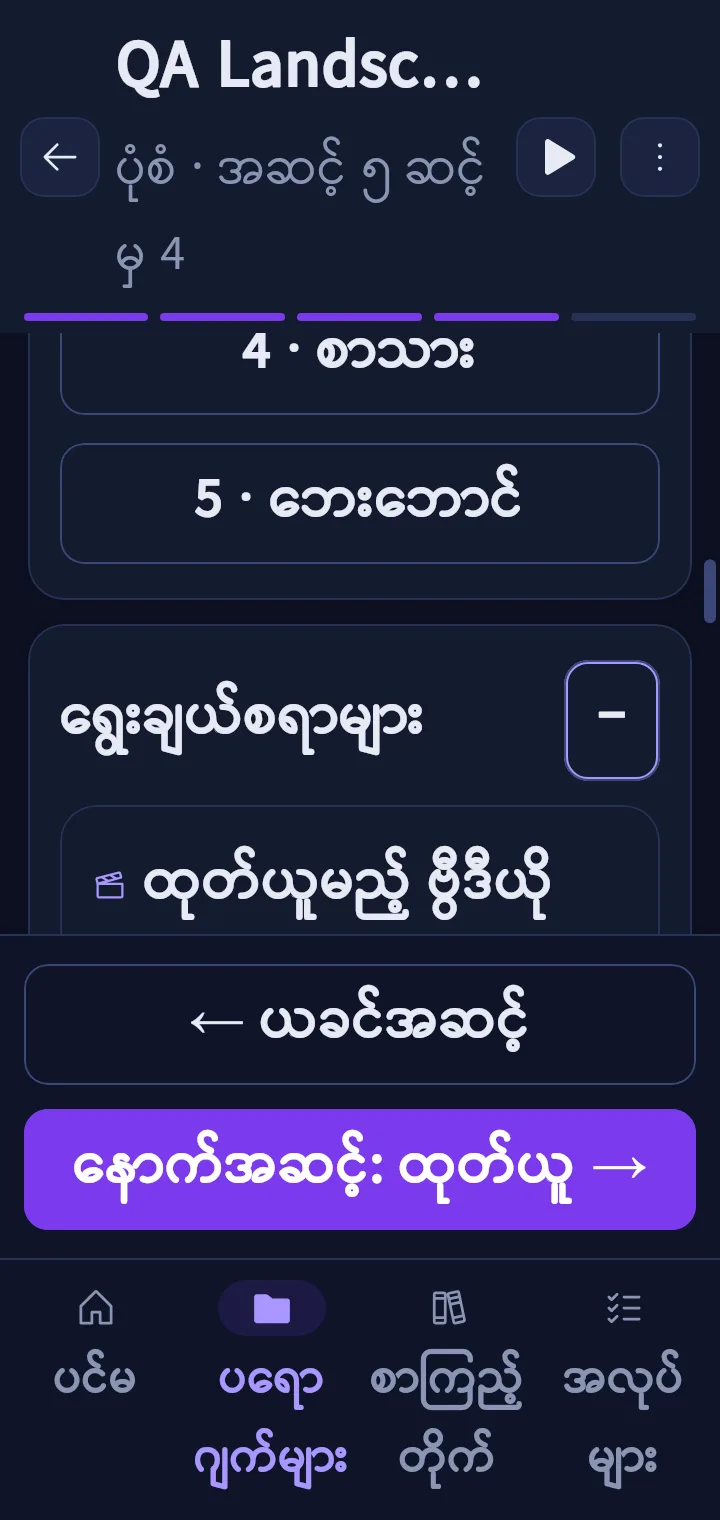 QA Landsc...
ပုံစံ · အဆင့် ၅ ဆင့်
မှ 4
4 · စာသား
5 · ဘေးဘောင်
ရွေးချယ်စရာများ
−
ထုတ်ယူမည့် ဗွီဒီယို
← ယခင်အဆင့်
နောက်အဆင့်: ထုတ်ယူ →
ပင်မ
ပရော
ဂျက်များ
စာကြည့်
တိုက်
အလုပ်
များ